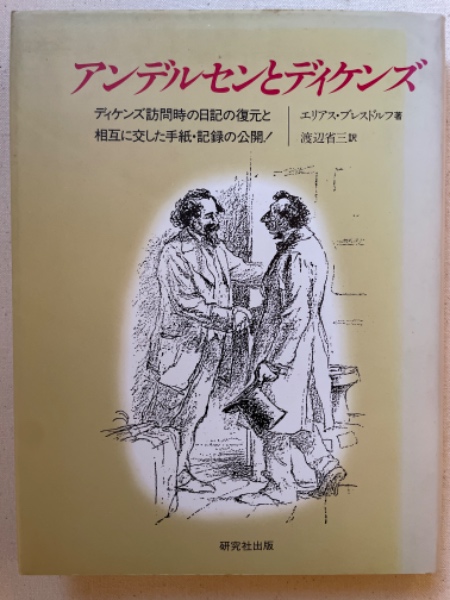 アンデルセンとディケンズ
ディケンズ訪問時の日記の復元と
相互に交した手紙・記録の公開!
エリアス・ブレスドルフ著
渡辺省三訳
研究社出版